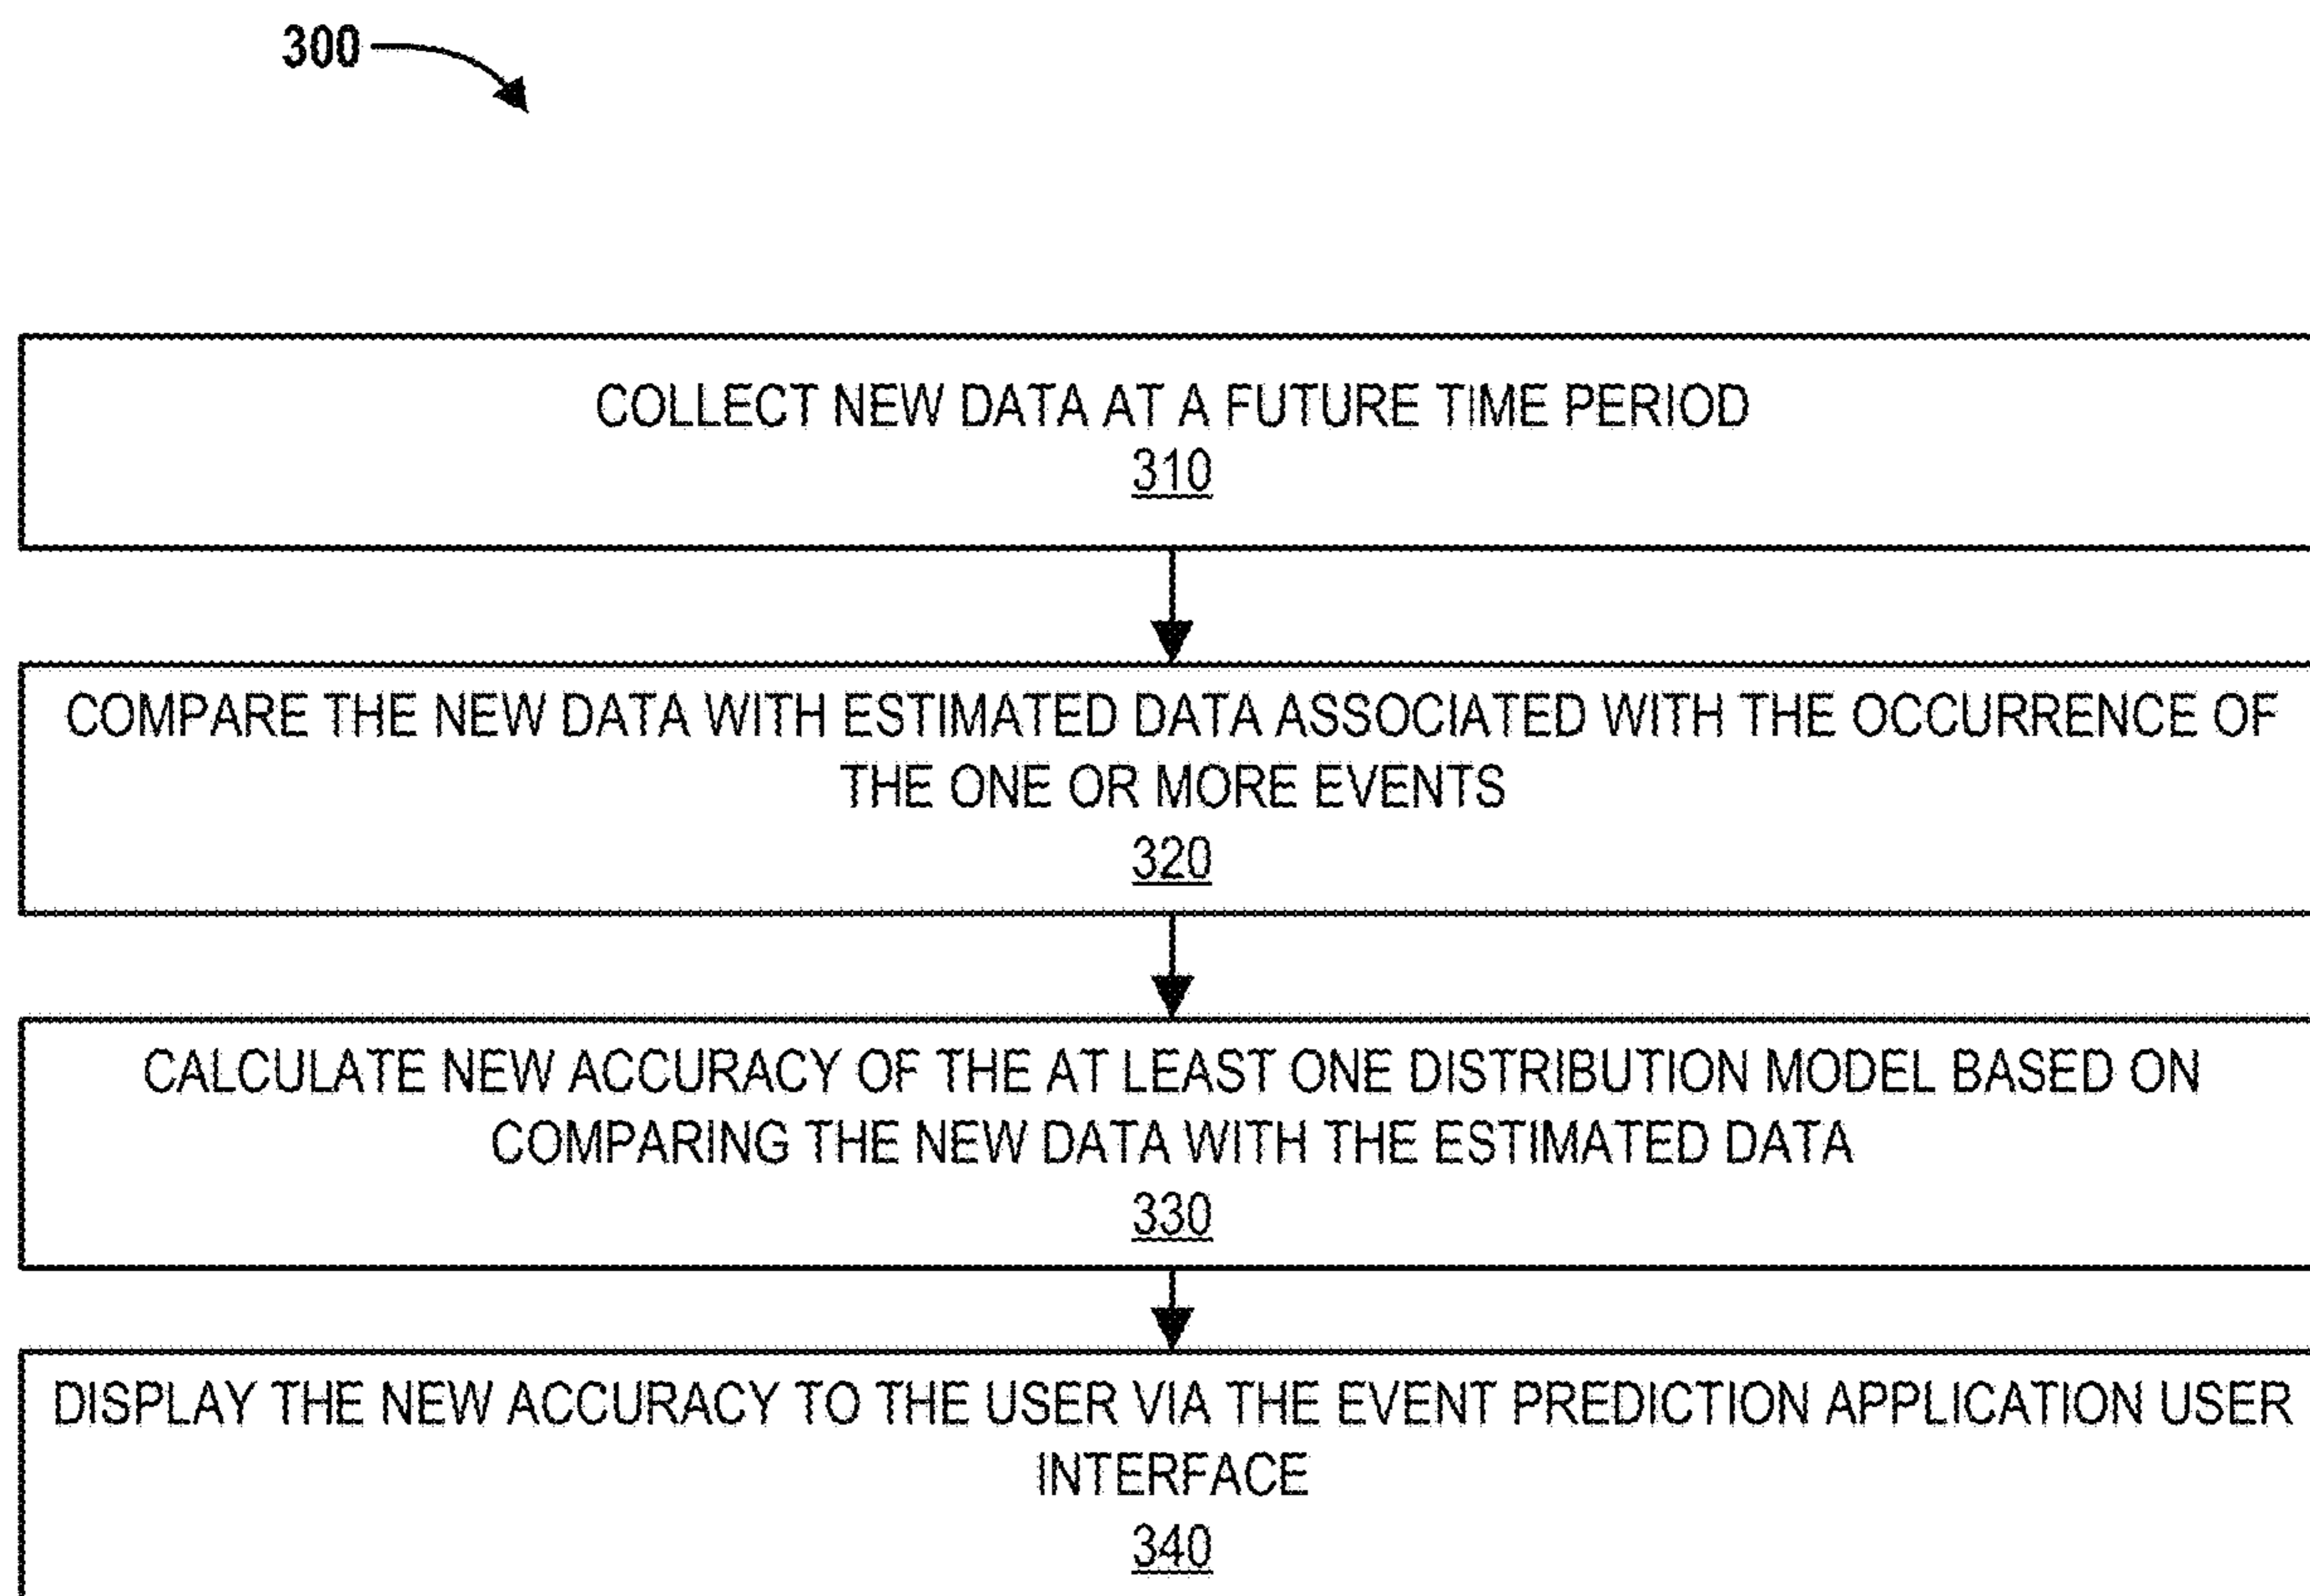 300
COLLECT NEW DATA AT A FUTURE TIME PERIOD
310
COMPARE THE NEW DATA WITH ESTIMATED DATA ASSOCIATED WITH THE OCCURRENCE OF
THE ONE OR MORE EVENTS
320
CALCULATE NEW ACCURACY OF THE AT LEAST ONE DISTRIBUTION MODEL BASED ON
COMPARING THE NEW DATA WITH THE ESTIMATED DATA
330
DISPLAY THE NEW ACCURACY TO THE USER VIA THE EVENT PREDICTION APPLICATION USER
INTERFACE
340